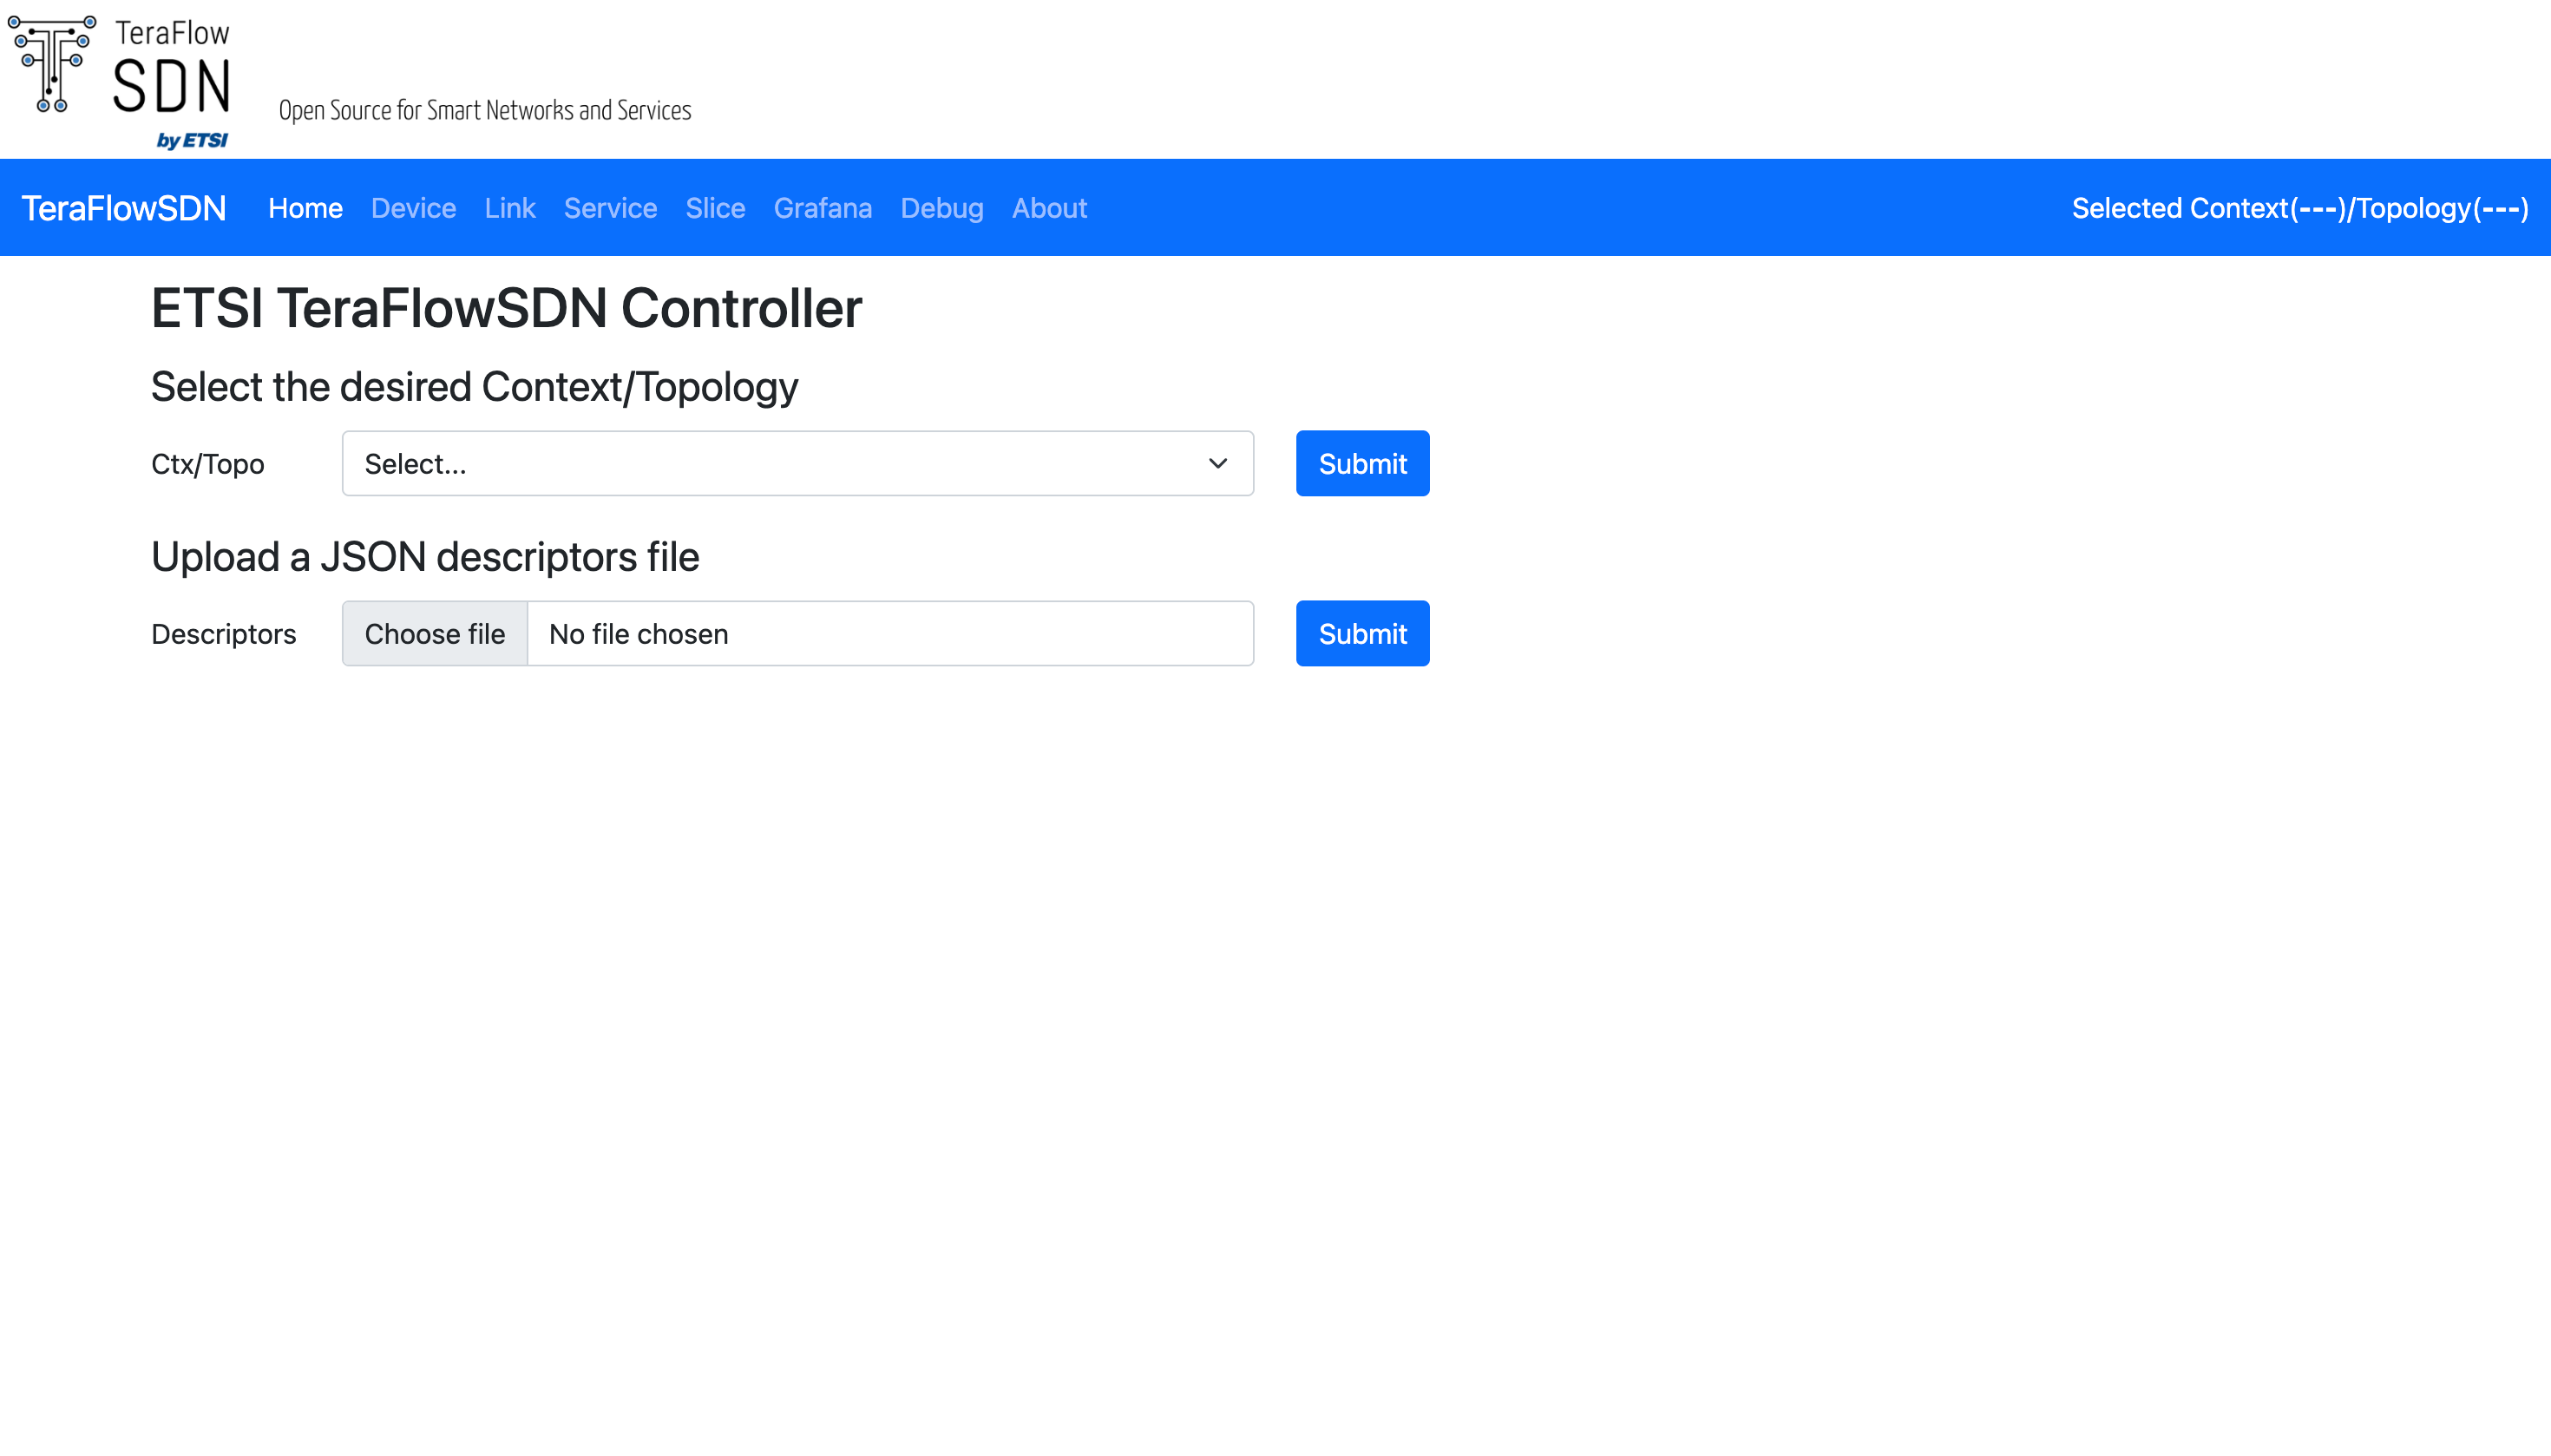 TeraFlow
SDN
by ETSI
Open Source for Smart Networks and Services
TeraFlowSDN Home Device Link Service Slice Grafana Debug About Selected Context(---)/Topology(---)
ETSI TeraFlowSDN Controller
Select the desired Context/Topology
Ctx/Topo Select... Submit
Upload a JSON descriptors file
Descriptors Choose file No file chosen Submit